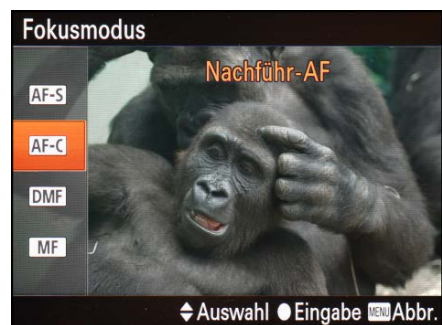 Fokusmodus
Nachführ-AF
AF-S
AF-C
DMF
MF
Auswahl Eingabe MENU Abbr.